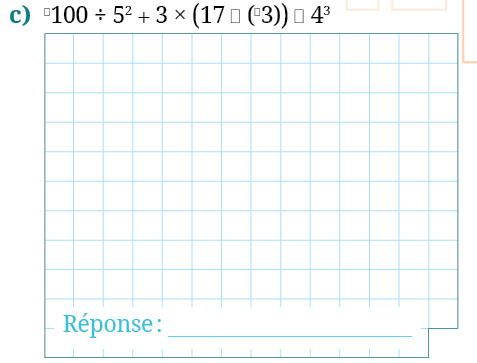 c) ▯100 ÷ 5² + 3 × (17 ▯ (▯3)) ▯ 4³
Réponse :